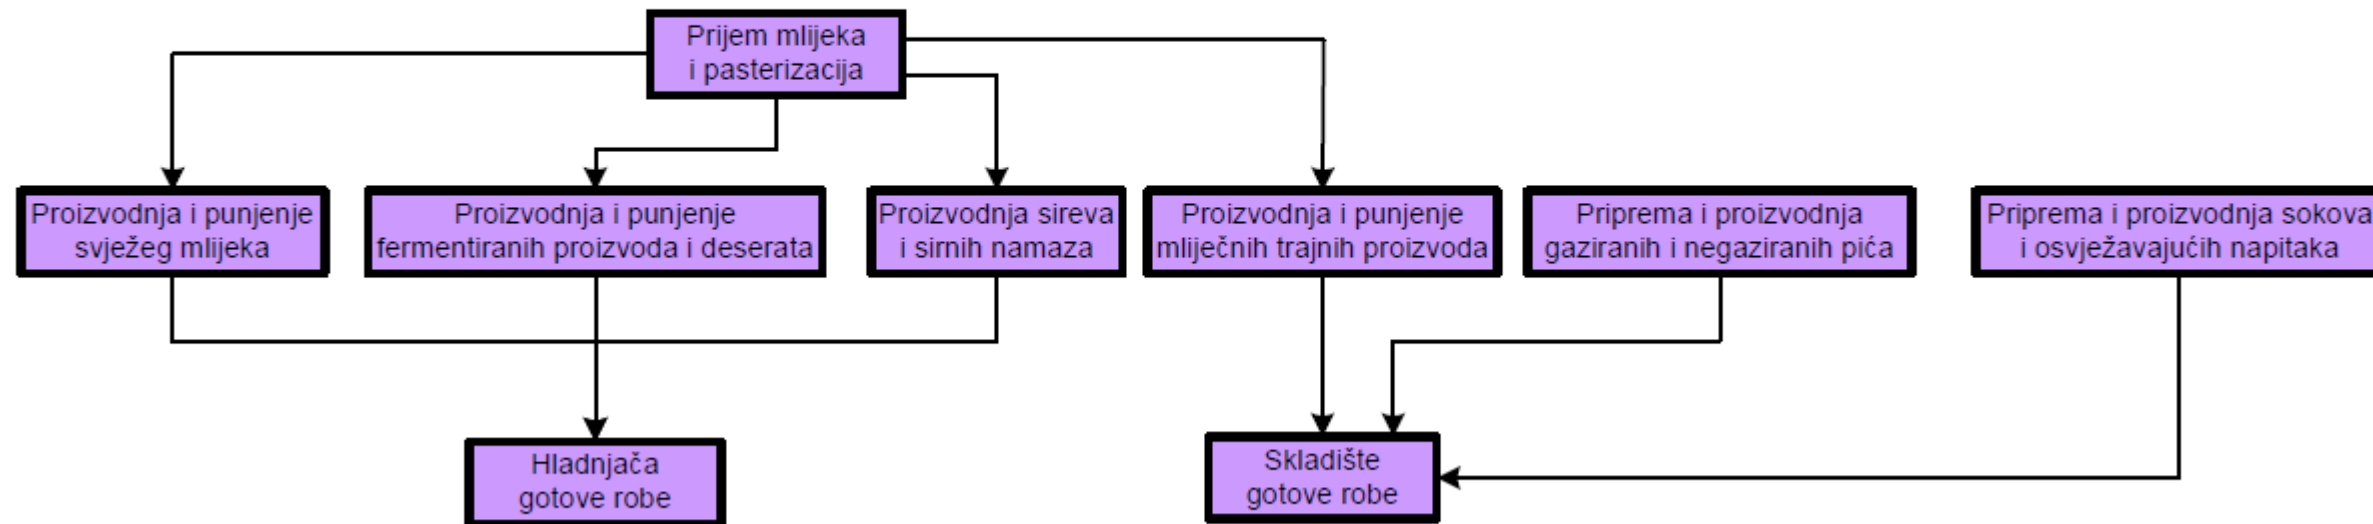 Prijem mlijeka
i pasterizacija
Proizvodnja i punjenje
svježeg mlijeka
Proizvodnja i punjenje
fermentiranih proizvoda i deserata
Proizvodnja sireva
i sirnih namaza
Proizvodnja i punjenje
mliječnih trajnih proizvoda
Priprema i proizvodnja
gaziranih i negaziranih pića
Priprema i proizvodnja sokova
i osvježavajućih napitaka
Hladnjača
gotove robe
Skladište
gotove robe